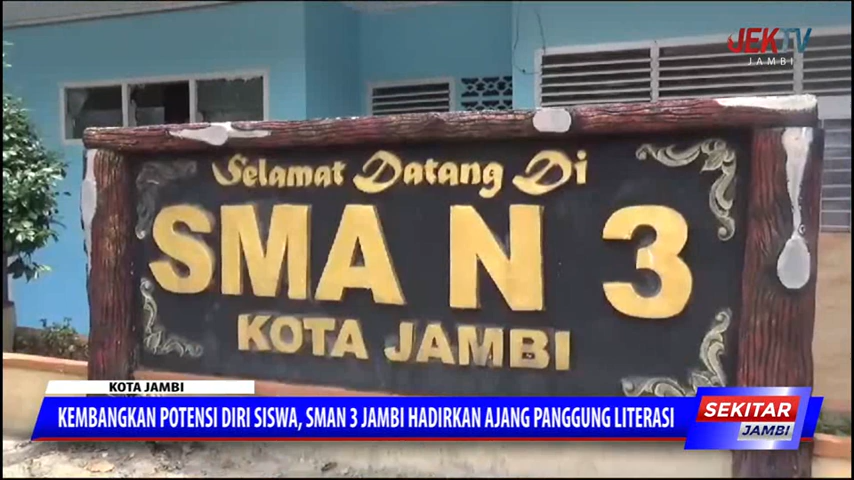 JEKTV
JAMBI
Selamat Datang Di
SMA N 3
KOTA JAMBI
KOTA JAMBI
KEMBANGKAN POTENSI DIRI SISWA, SMAN 3 JAMBI HADIRKAN AJANG PANGGUNG LITERASI
SEKITAR
JAMBI